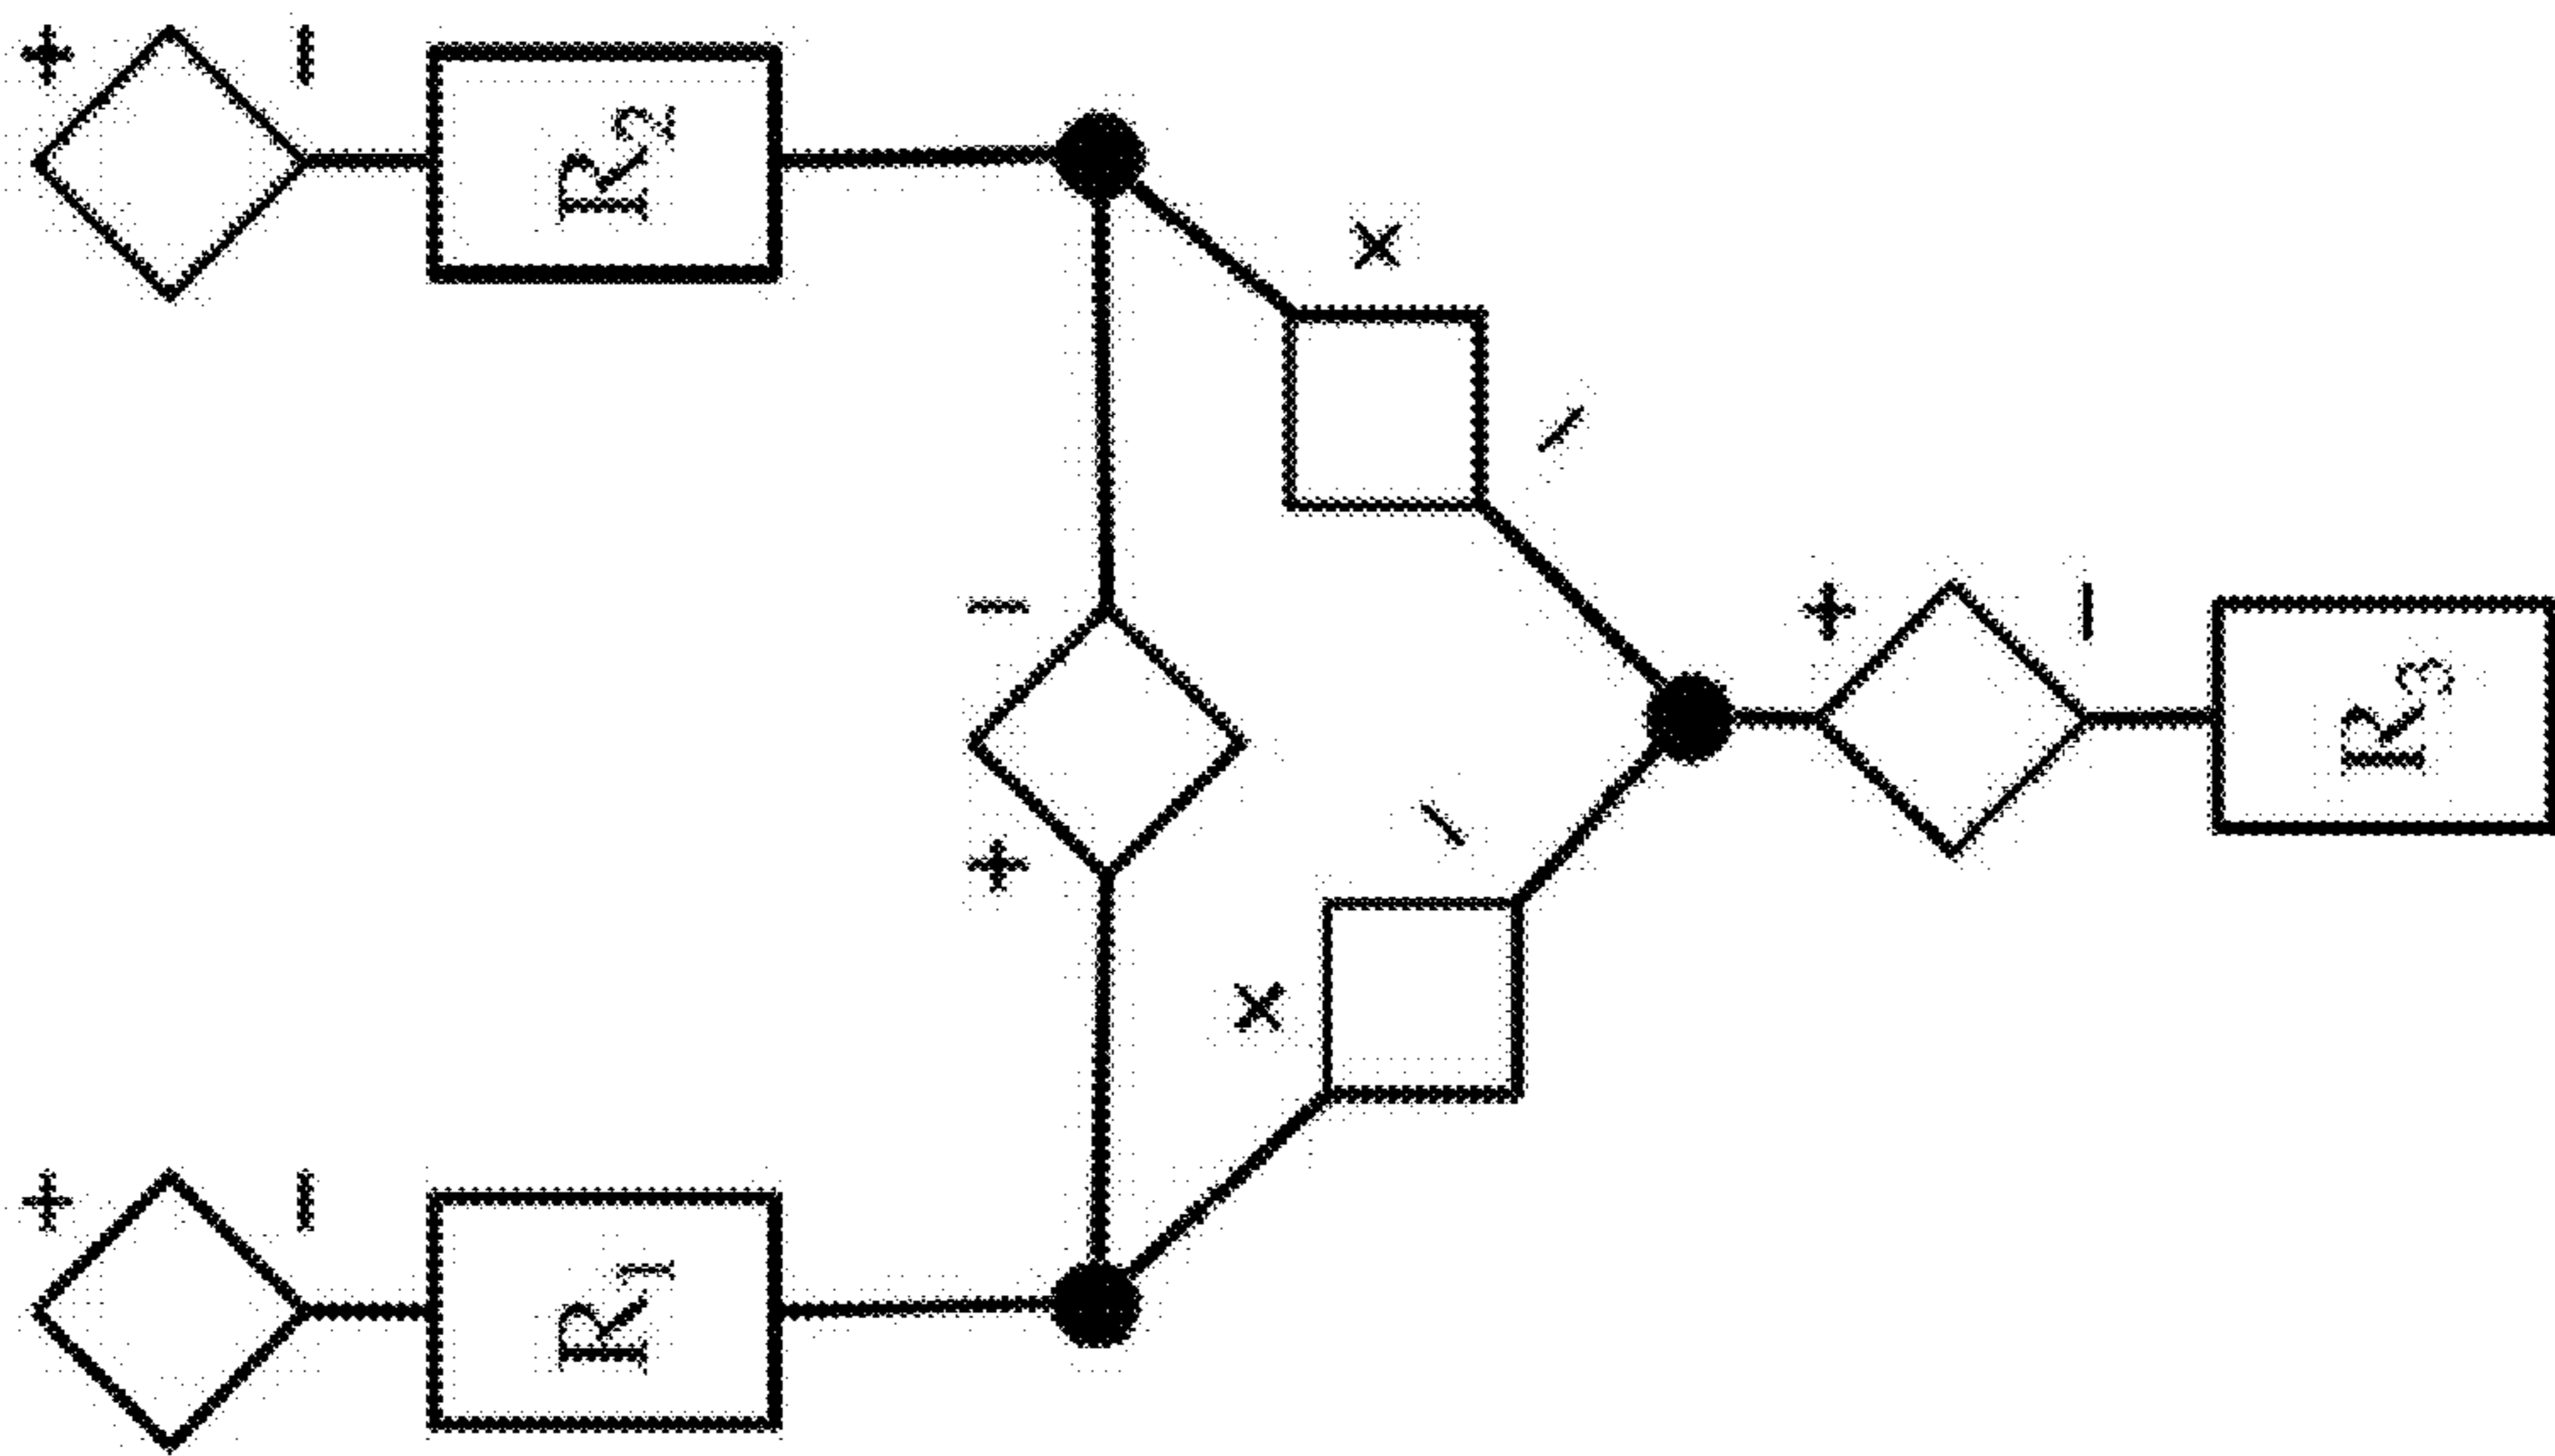 + −
R₂
+
−
− +
+ −
R₃
+
−
+ −
R₁